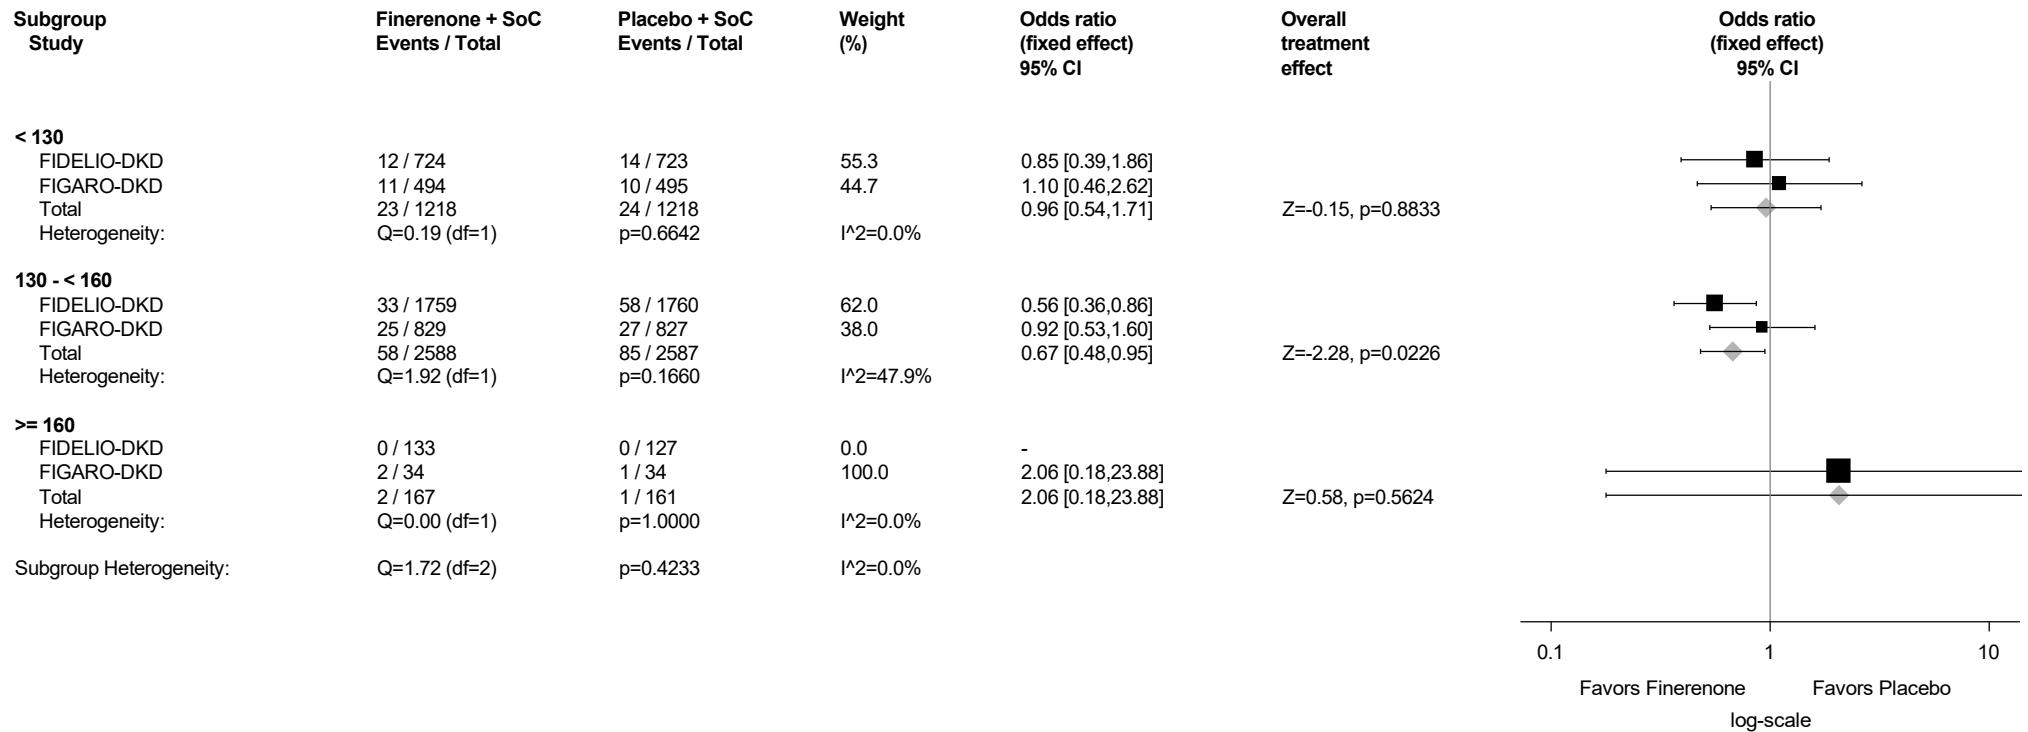 Subgroup Finerenone + SoC Placebo + SoC Weight Odds ratio Overall Odds ratio
Study Events / Total Events / Total (%) (fixed effect) treatment (fixed effect)
95% CI effect 95% CI
< 130
FIDELIO-DKD 12 / 724 14 / 723 55.3 0.85 [0.39,1.86]
FIGARO-DKD 11 / 494 10 / 495 44.7 1.10 [0.46,2.62]
Total 23 / 1218 24 / 1218 0.96 [0.54,1.71] Z=-0.15, p=0.8833
Heterogeneity: Q=0.19 (df=1) p=0.6642 I^2=0.0%
130 - < 160
FIDELIO-DKD 33 / 1759 58 / 1760 62.0 0.56 [0.36,0.86]
FIGARO-DKD 25 / 829 27 / 827 38.0 0.92 [0.53,1.60]
Total 58 / 2588 85 / 2587 0.67 [0.48,0.95] Z=-2.28, p=0.0226
Heterogeneity: Q=1.92 (df=1) p=0.1660 I^2=47.9%
>= 160
FIDELIO-DKD 0 / 133 0 / 127 0.0 -
FIGARO-DKD 2 / 34 1 / 34 100.0 2.06 [0.18,23.88]
Total 2 / 167 1 / 161 2.06 [0.18,23.88] Z=0.58, p=0.5624
Heterogeneity: Q=0.00 (df=1) p=1.0000 I^2=0.0%
Subgroup Heterogeneity: Q=1.72 (df=2) p=0.4233 I^2=0.0%
0.1 1 10
Favors Finerenone Favors Placebo
log-scale